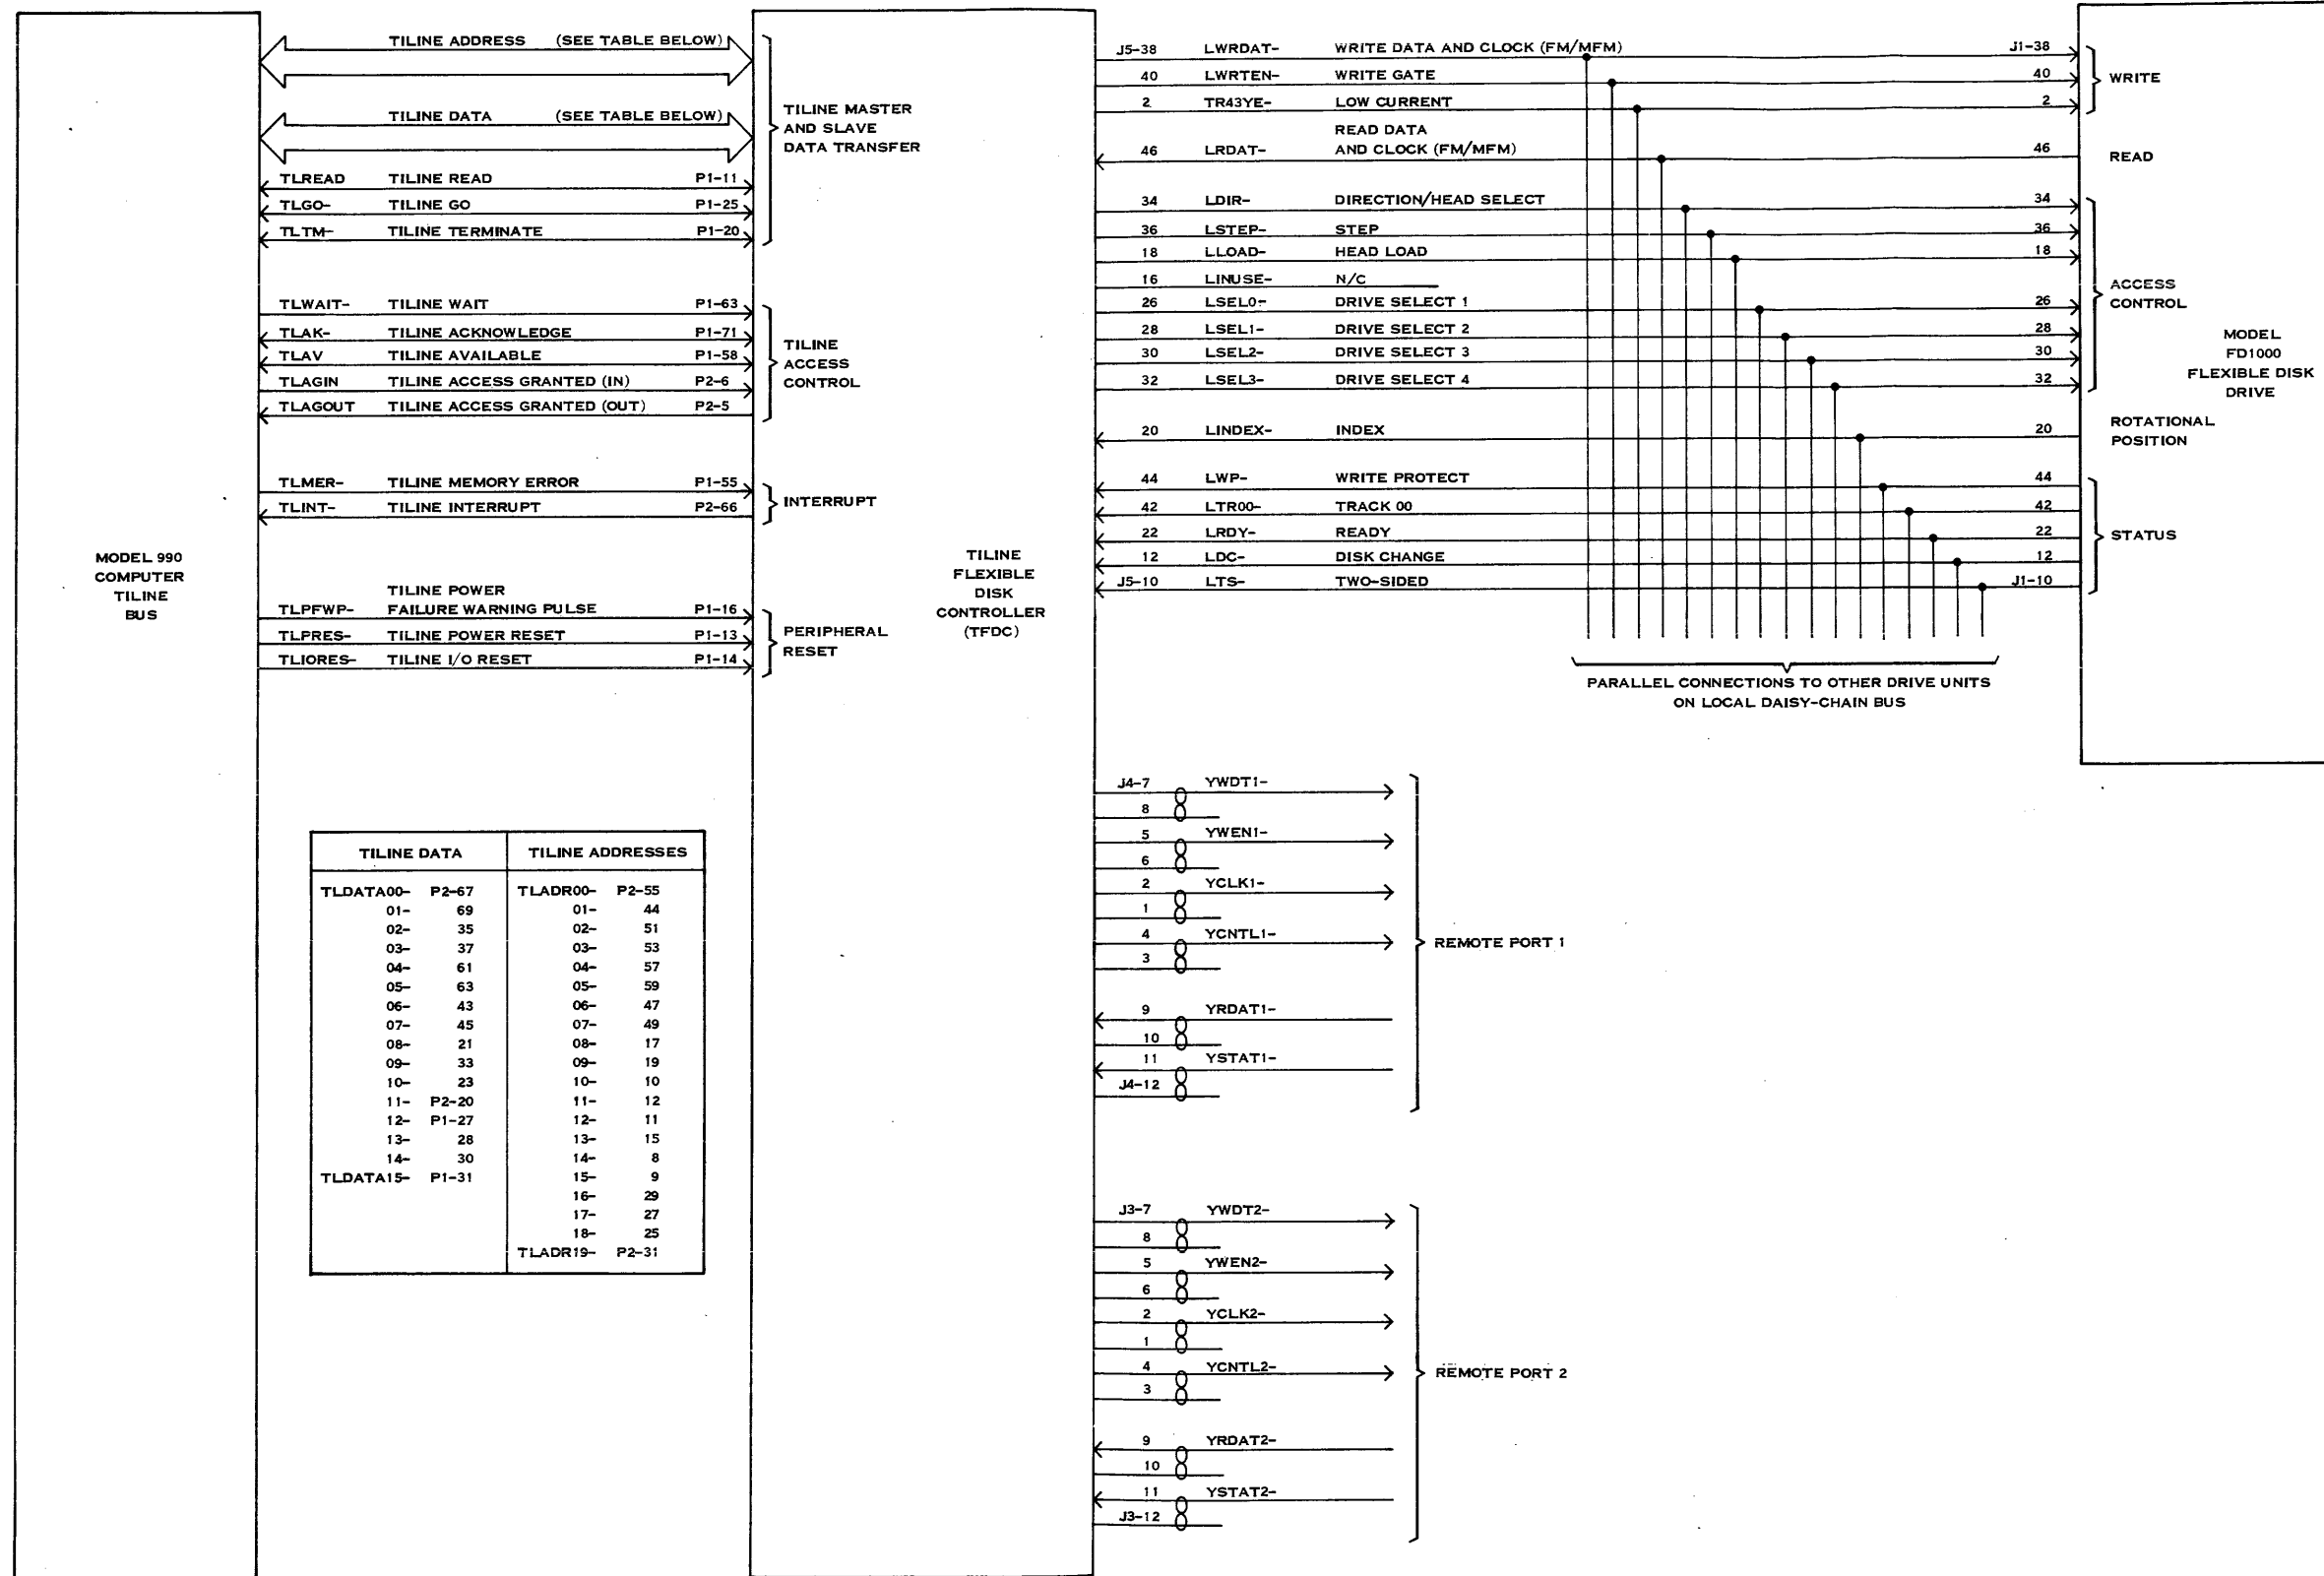 MODEL 990
COMPUTER
TILINE
BUS
TILINE ADDRESS (SEE TABLE BELOW)
TILINE DATA (SEE TABLE BELOW)
TLREAD TILINE READ P1-11
TLGO- TILINE GO P1-25
TLTM- TILINE TERMINATE P1-20
TILINE MASTER
AND SLAVE
DATA TRANSFER
TLWAIT- TILINE WAIT P1-63
TLAK- TILINE ACKNOWLEDGE P1-71
TLAV TILINE AVAILABLE P1-58
TLAGIN TILINE ACCESS GRANTED (IN) P2-6
TLAGOUT TILINE ACCESS GRANTED (OUT) P2-5
TILINE
ACCESS
CONTROL
TLMER- TILINE MEMORY ERROR P1-55
TLINT- TILINE INTERRUPT P2-66
INTERRUPT
TILINE POWER
TLPFWP- FAILURE WARNING PULSE P1-16
TLPRES- TILINE POWER RESET P1-13
TLIORES- TILINE I/O RESET P1-14
PERIPHERAL
RESET
TILINE DATA TILINE ADDRESSES
TLDATA00- P2-67 TLADR00- P2-55
01- 69 01- 44
02- 35 02- 51
03- 37 03- 53
04- 61 04- 57
05- 63 05- 59
06- 43 06- 47
07- 45 07- 49
08- 21 08- 17
09- 33 09- 19
10- 23 10- 10
11- P2-20 11- 12
12- P1-27 12- 11
13- 28 13- 15
14- 30 14- 8
TLDATA15- P1-31 15- 9
16- 29
17- 27
18- 25
TLADR19- P2-31
TILINE
FLEXIBLE
DISK
CONTROLLER
(TFDC)
J5-38 LWRDAT- WRITE DATA AND CLOCK (FM/MFM) J1-38
40 LWRTEN- WRITE GATE 40
2 TR43YE- LOW CURRENT 2
WRITE
READ DATA
46 LRDAT- AND CLOCK (FM/MFM) 46
READ
34 LDIR- DIRECTION/HEAD SELECT 34
36 LSTEP- STEP 36
18 LLOAD- HEAD LOAD 18
16 LINUSE- N/C
26 LSEL0- DRIVE SELECT 1 26
28 LSEL1- DRIVE SELECT 2 28
30 LSEL2- DRIVE SELECT 3 30
32 LSEL3- DRIVE SELECT 4 32
ACCESS
CONTROL
20 LINDEX- INDEX 20
ROTATIONAL
POSITION
44 LWP- WRITE PROTECT 44
42 LTR00- TRACK 00 42
22 LRDY- READY 22
12 LDC- DISK CHANGE 12
J5-10 LTS- TWO-SIDED J1-10
STATUS
MODEL
FD1000
FLEXIBLE DISK
DRIVE
PARALLEL CONNECTIONS TO OTHER DRIVE UNITS
ON LOCAL DAISY-CHAIN BUS
J4-7 YWDT1-
8
5 YWEN1-
6
2 YCLK1-
1
4 YCNTL1-
3
9 YRDAT1-
10
11 YSTAT1-
J4-12
REMOTE PORT 1
J3-7 YWDT2-
8
5 YWEN2-
6
2 YCLK2-
1
4 YCNTL2-
3
9 YRDAT2-
10
11 YSTAT2-
J3-12
REMOTE PORT 2